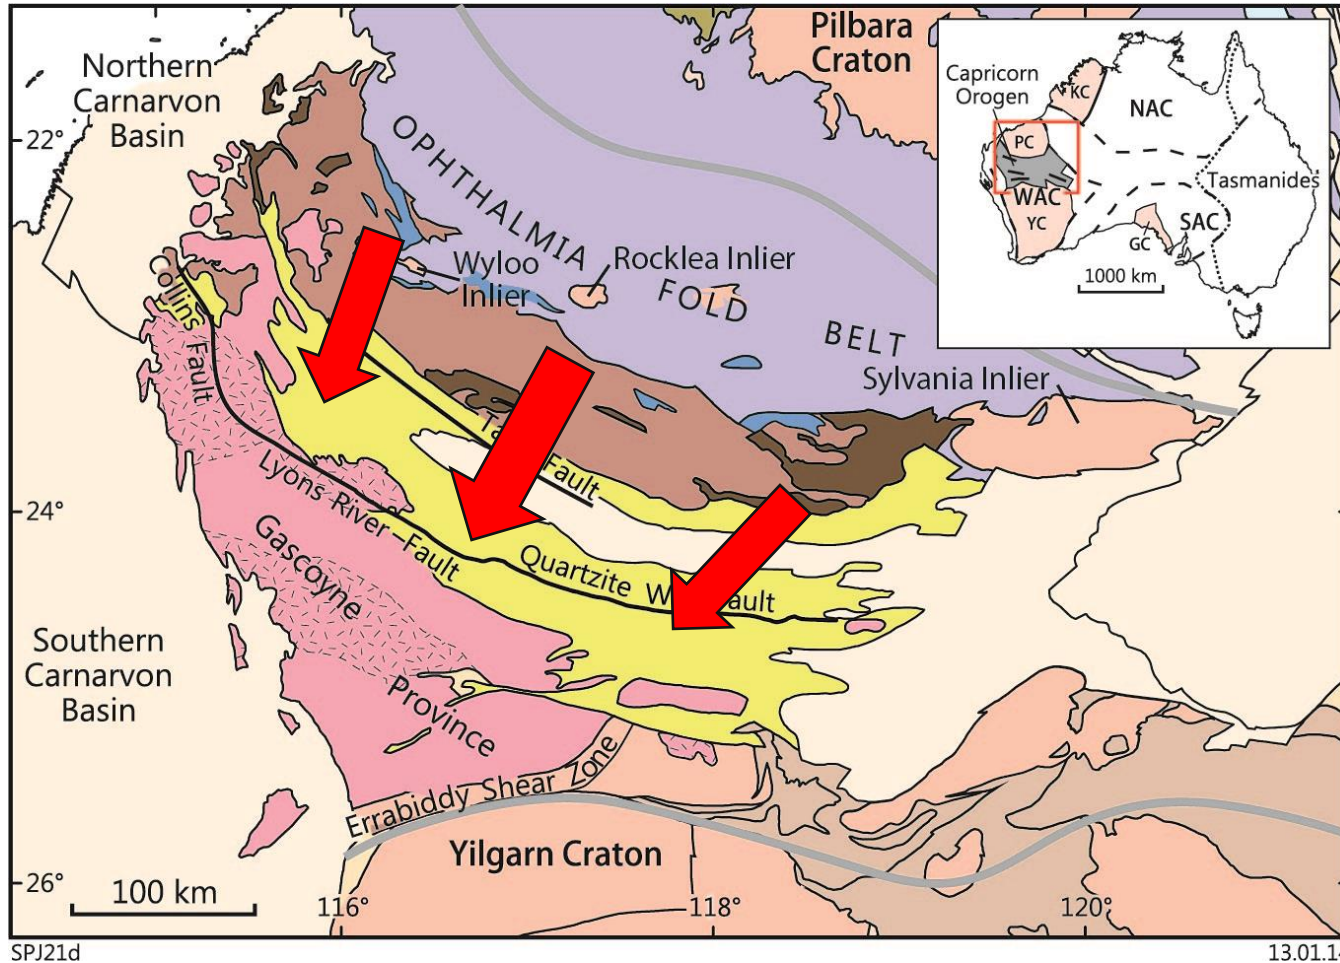 Northern
Carnarvon
Basin
Pilbara
Craton
Capricorn
Orogen
KC
NAC
PC
WAC
YC
Tasmanides
SAC
GC
1000 km
22°
OPHTHALMIA
FOLD
BELT
Wyloo
Inlier
Rocklea Inlier
Sylvania Inlier
Collins
Fault
Fault
24°
Lyons River Fault
Quartzite
Gascoyne
Province
Southern
Carnarvon
Basin
Errabiddy Shear Zone
Yilgarn Craton
26°
100 km
116°
118°
120°
SPJ21d